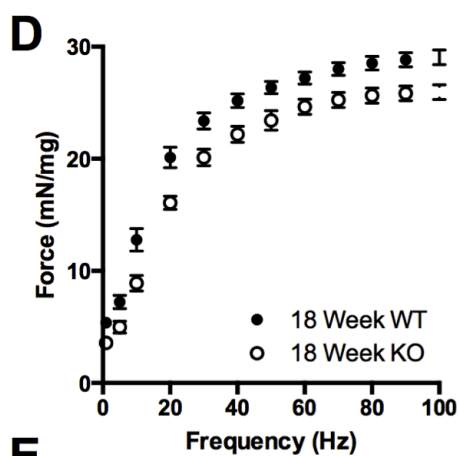 D
30
20
10
0
Force (mN/mg)
18 Week WT
18 Week KO
0 20 40 60 80 100
Frequency (Hz)